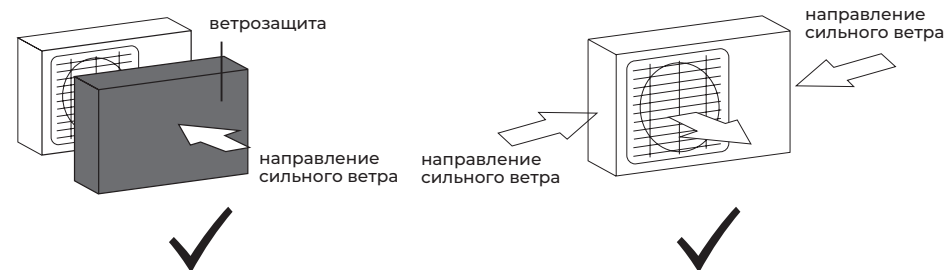 ветрозащита
направление
сильного ветра
направление
сильного ветра
направление
сильного ветра